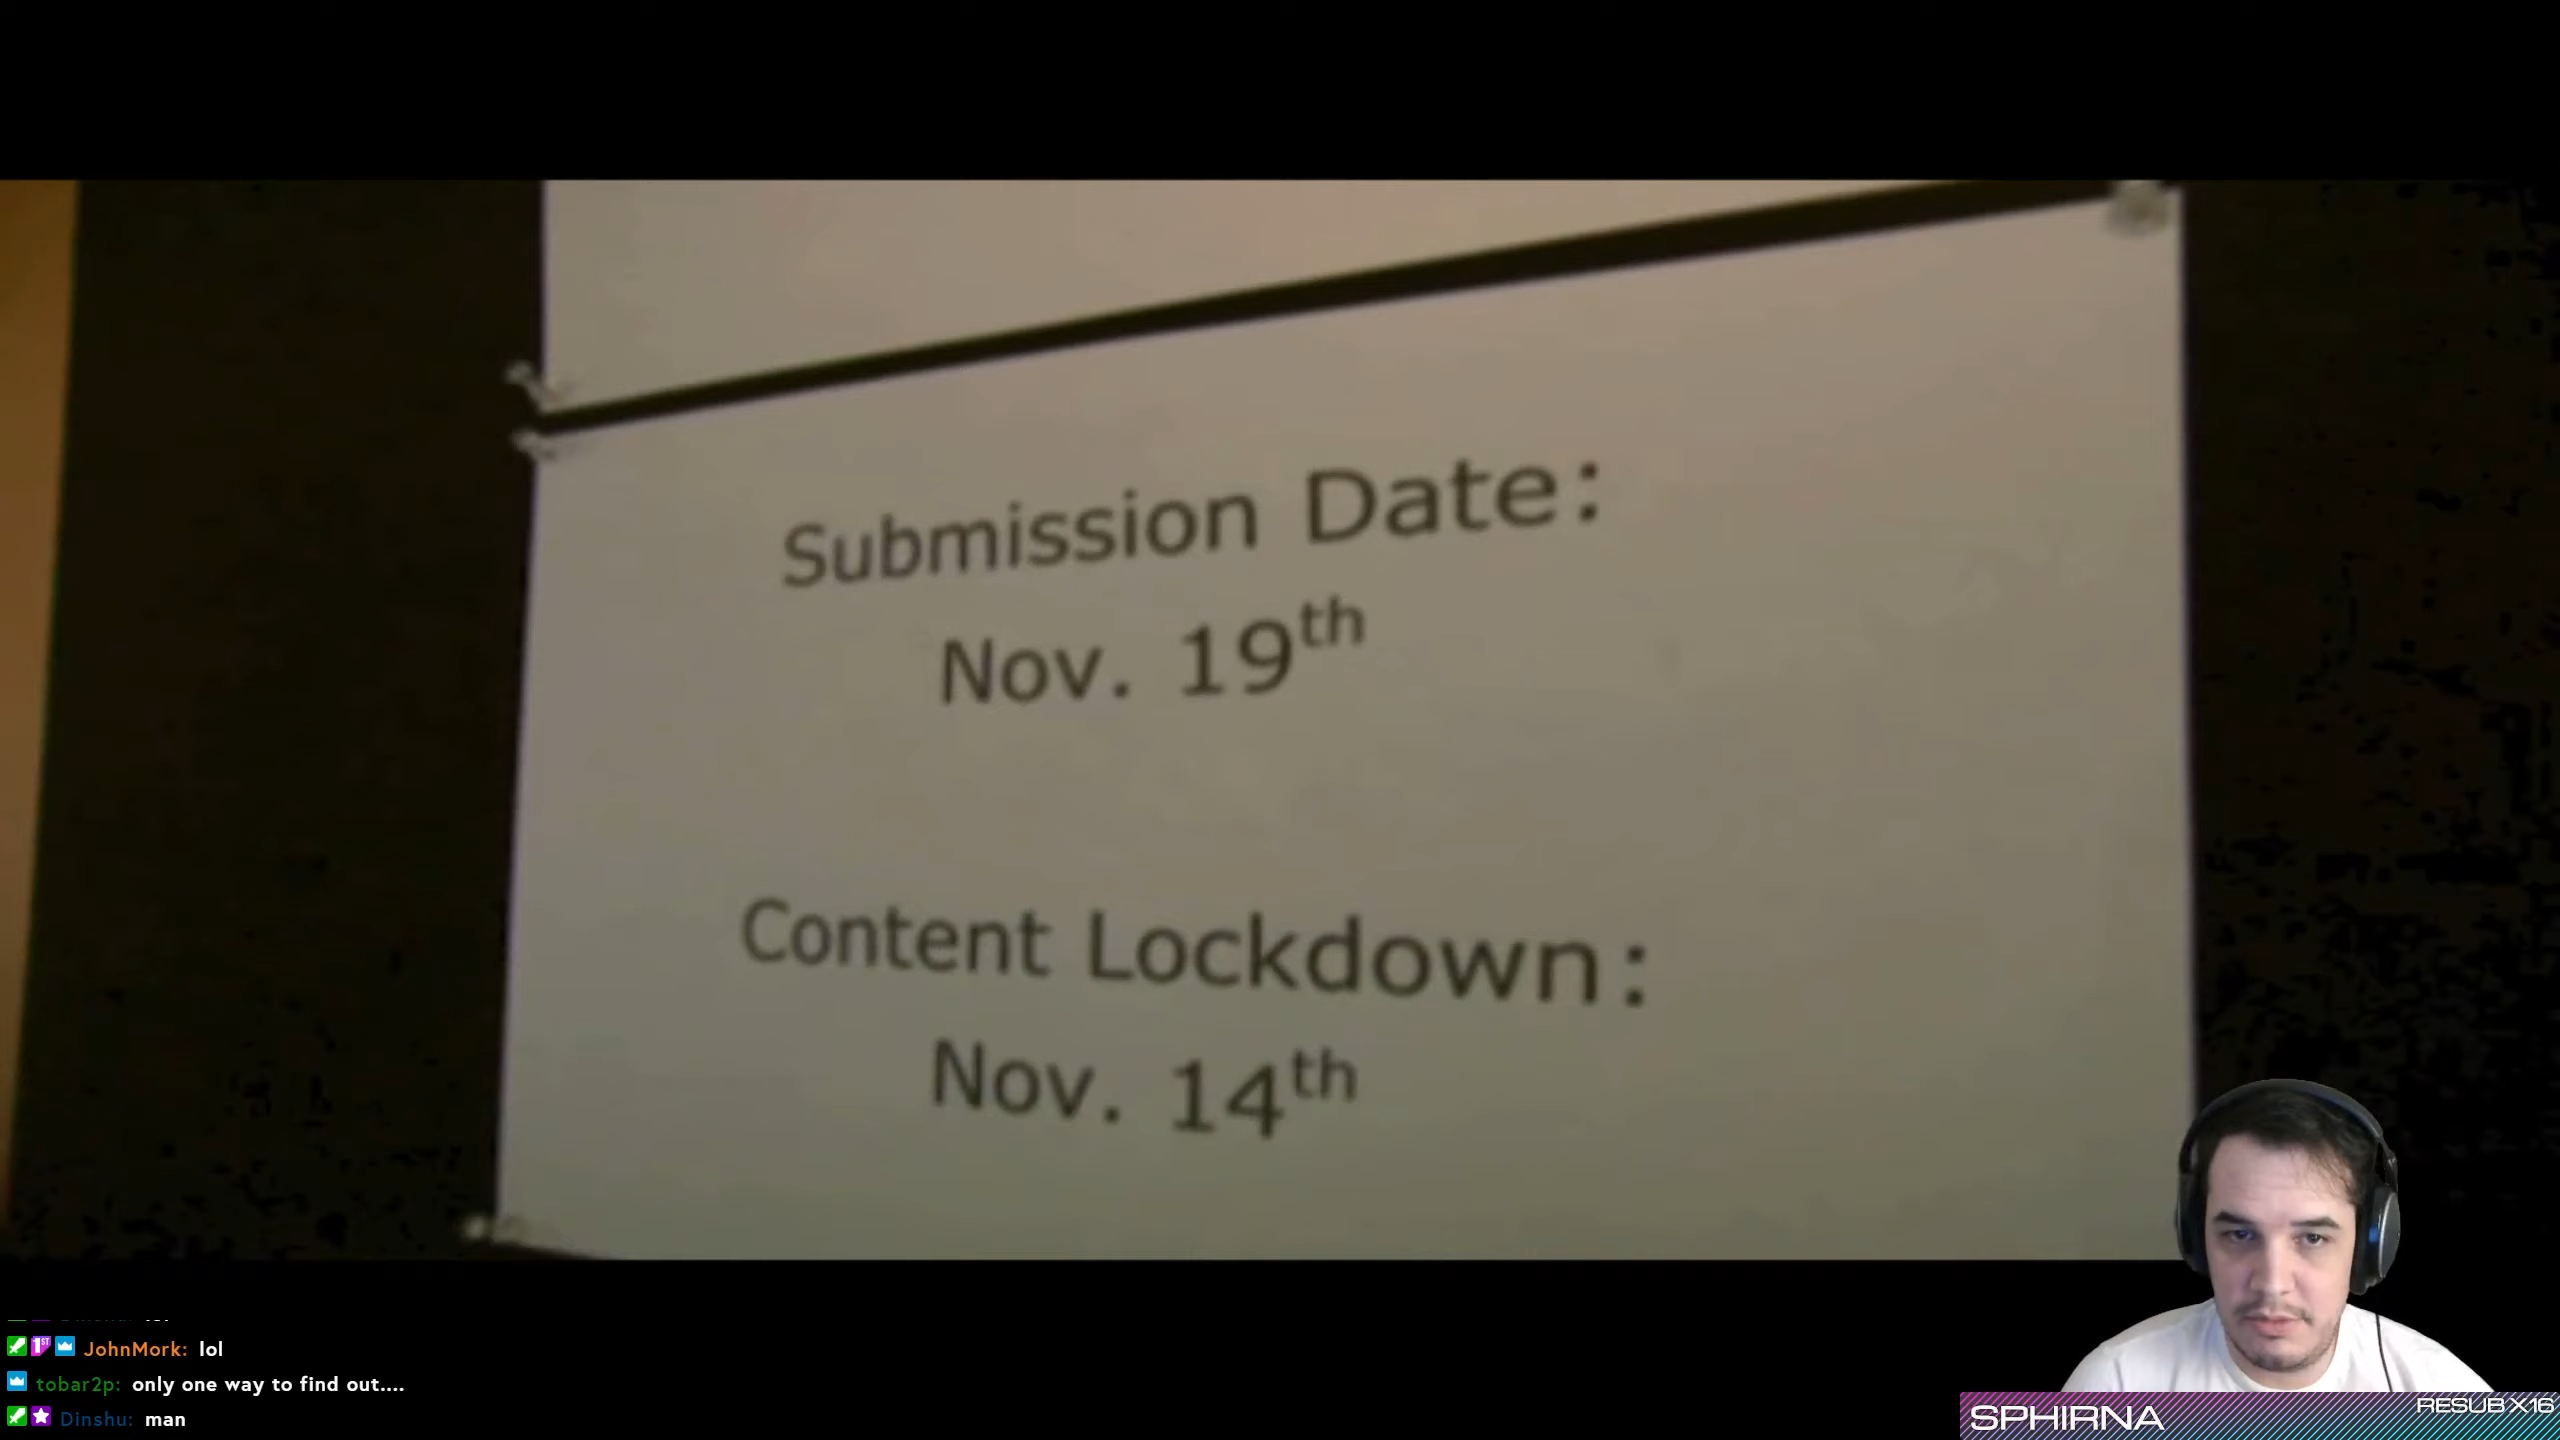 Submission Date:
Nov. 19th
Content Lockdown:
Nov. 14th
JohnMork: lol
tobar2p: only one way to find out....
Dinshu: man
SPHIRNA
RESUB X16